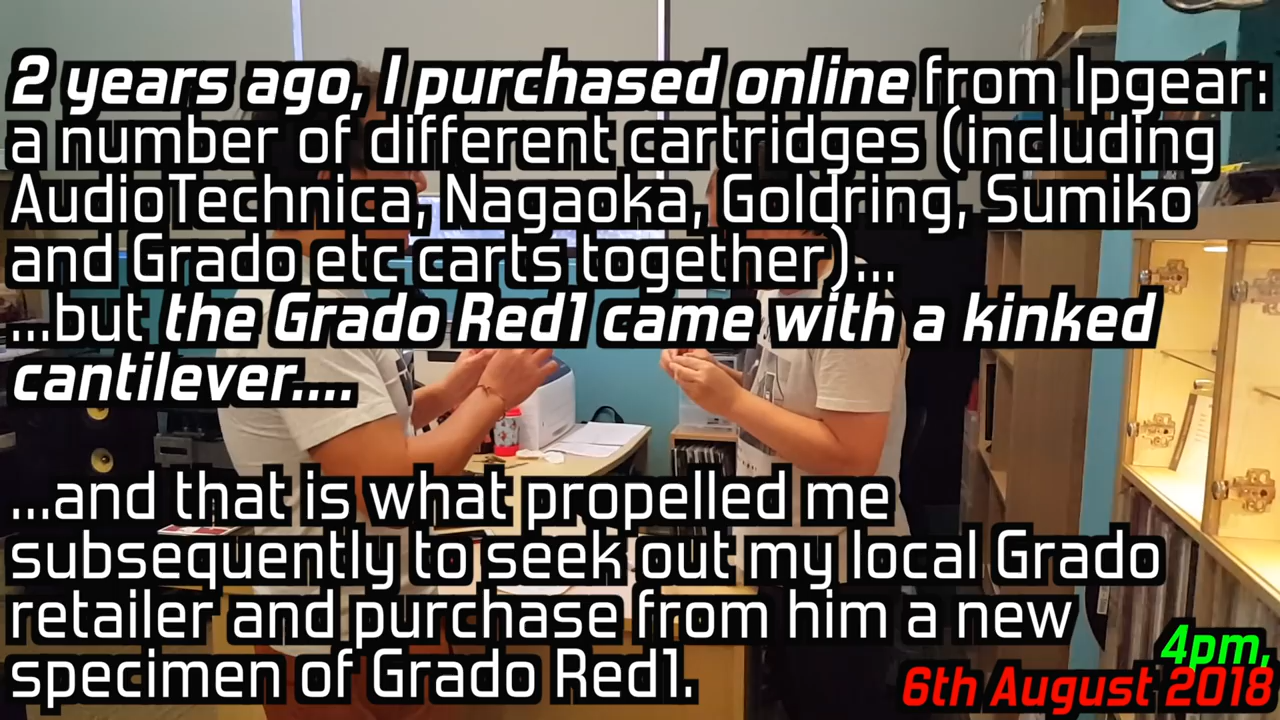 2 years ago, I purchased online from lpgear:
a number of different cartridges (including
AudioTechnica, Nagaoka, Goldring, Sumiko
and Grado etc carts together)...
...but the Grado Red1 came with a kinked
cantilever....
...and that is what propelled me
subsequently to seek out my local Grado
retailer and purchase from him a new
specimen of Grado Red1.
4pm,
6th August 2018